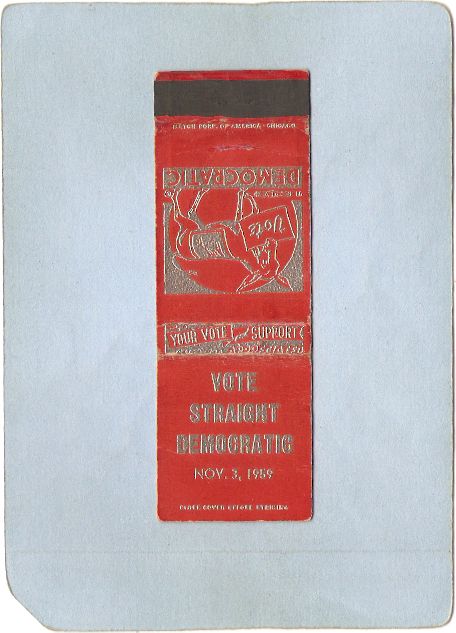 MATCH CORP. OF AMERICA - CHICAGO
DEMOCRATIC
Vote
YOUR VOTE SUPPORT
VOTE
STRAIGHT
DEMOCRATIC
NOV. 3, 1959
CLOSE COVER BEFORE STRIKING